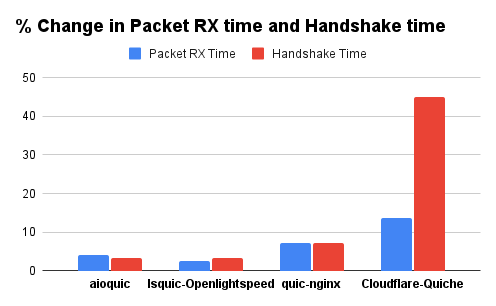 % Change in Packet RX time and Handshake time
Packet RX Time Handshake Time
50
40
30
20
10
0
aioquic lsquic-Openlightspeed quic-nginx Cloudflare-Quiche